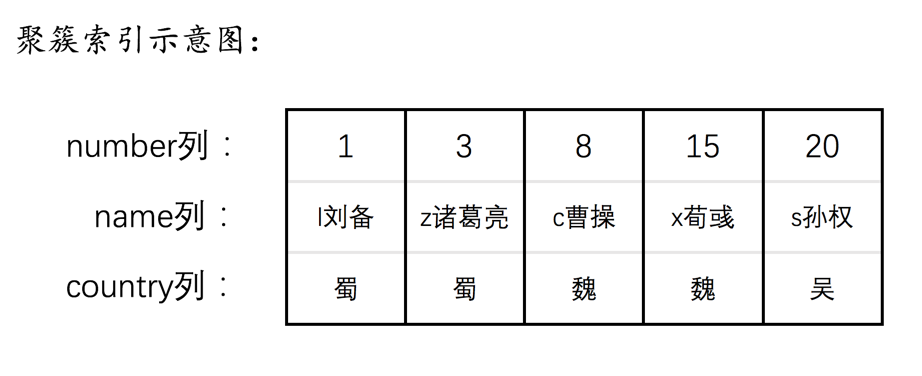 聚簇索引示意图：
number列： 1 3 8 15 20
name列： l刘备 z诸葛亮 c曹操 x荀彧 s孙权
country列： 蜀 蜀 魏 魏 吴